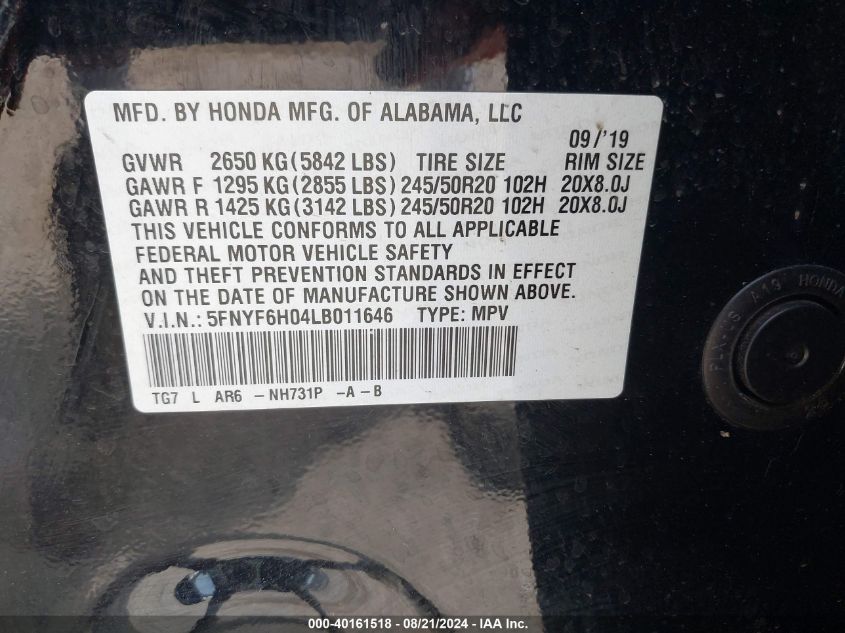 MFD. BY HONDA MFG. OF ALABAMA, LLC
09/'19
GVWR 2650 KG(5842 LBS) TIRE SIZE RIM SIZE
GAWR F 1295 KG(2855 LBS) 245/50R20 102H 20X8.0J
GAWR R 1425 KG(3142 LBS) 245/50R20 102H 20X8.0J
THIS VEHICLE CONFORMS TO ALL APPLICABLE
FEDERAL MOTOR VEHICLE SAFETY
AND THEFT PREVENTION STANDARDS IN EFFECT
ON THE DATE OF MANUFACTURE SHOWN ABOVE.
V.I.N.: 5FNYF6H04LB011646 TYPE: MPV
TG7 L AR6 -NH731P -A -B
A19 HONDA
000-40161518 - 08/21/2024 - IAA Inc.